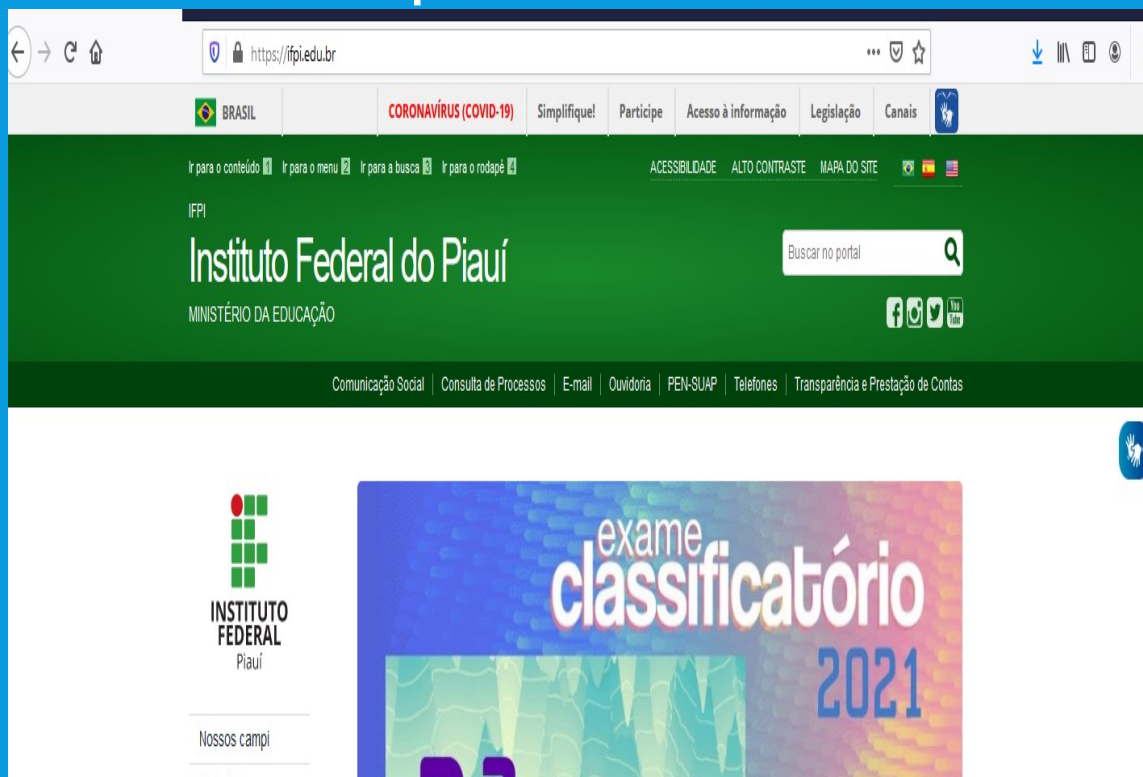 https://ifpi.edu.br
BRASIL CORONAVÍRUS (COVID-19) Simplifique! Participe Acesso à informação Legislação Canais
Ir para o conteúdo 1 Ir para o menu 2 Ir para a busca 3 Ir para o rodapé 4 ACESSIBILIDADE ALTO CONTRASTE MAPA DO SITE
IFPI
Instituto Federal do Piauí
Buscar no portal
MINISTÉRIO DA EDUCAÇÃO
You Tube
Comunicação Social Consulta de Processos E-mail Ouvidoria PEN-SUAP Telefones Transparência e Prestação de Contas
exame
classificatório
2021
INSTITUTO
FEDERAL
Piauí
Nossos campi